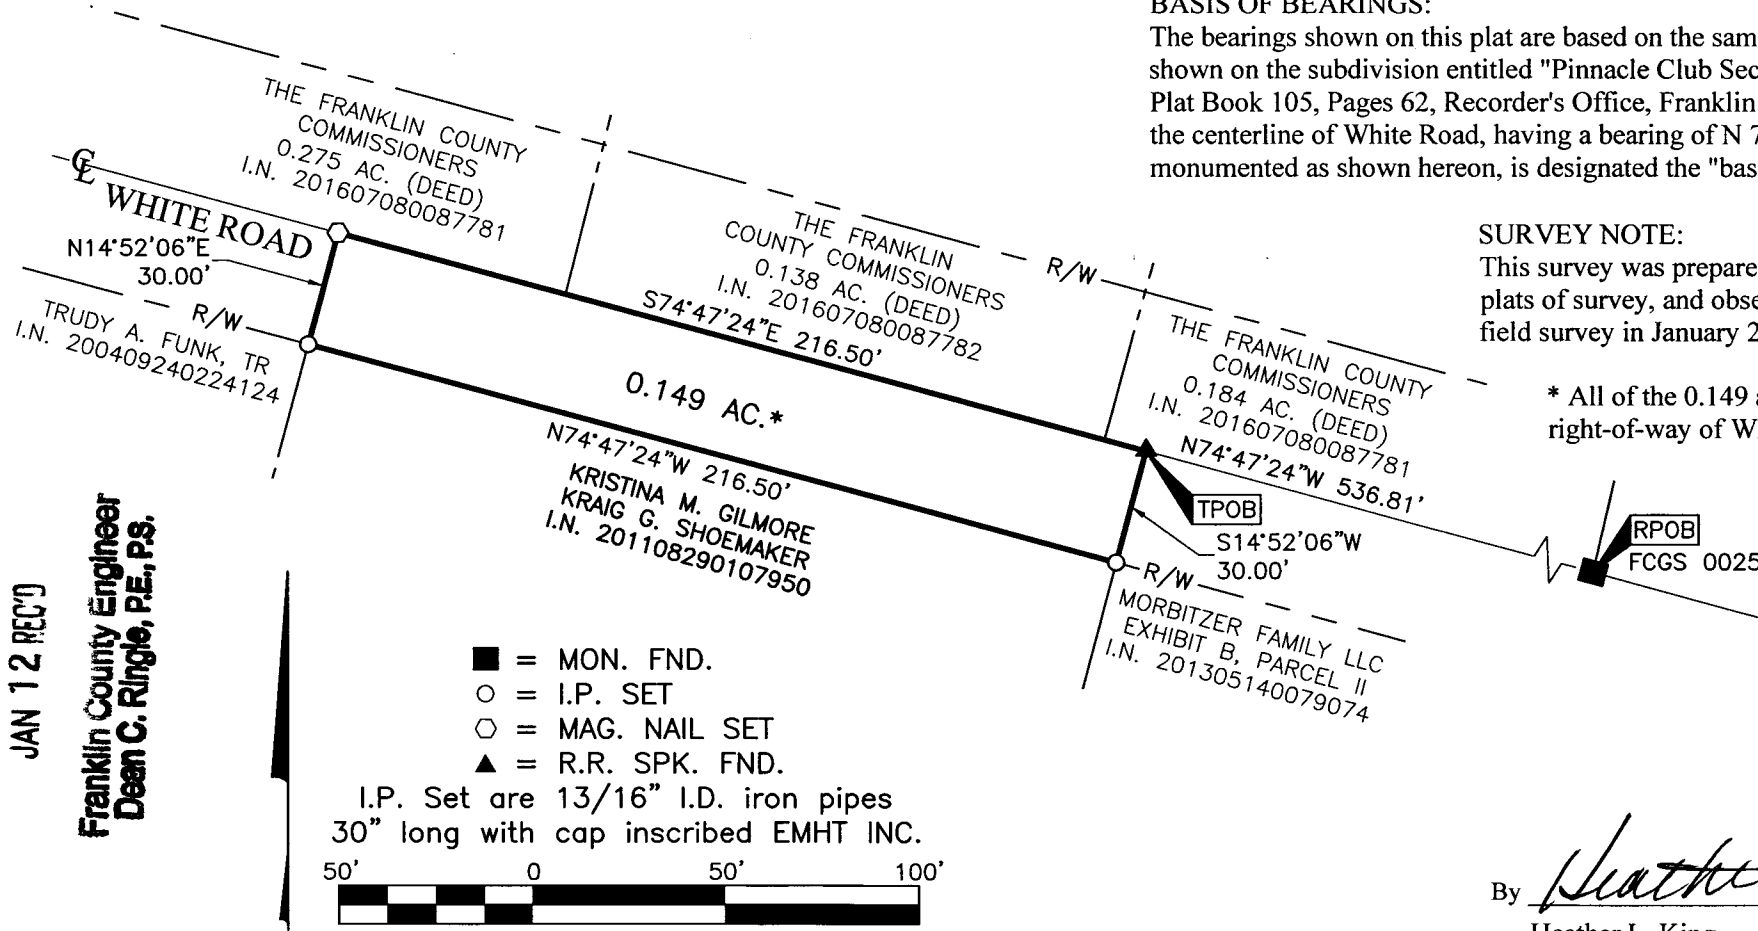 BASIS OF BEARINGS:
The bearings shown on this plat are based on the sam
shown on the subdivision entitled "Pinnacle Club Sec
Plat Book 105, Pages 62, Recorder's Office, Franklin
the centerline of White Road, having a bearing of N 7
monumented as shown hereon, is designated the "bas
SURVEY NOTE:
This survey was prepare
plats of survey, and obse
field survey in January 2
* All of the 0.149 a
right-of-way of W
THE FRANKLIN COUNTY
COMMISSIONERS
0.275 AC. (DEED)
I.N. 201607080087781
THE FRANKLIN
COUNTY COMMISSIONERS
0.138 AC. (DEED)
I.N. 201607080087782
R/W
THE FRANKLIN COUNTY
COMMISSIONERS
0.184 AC. (DEED)
I.N. 201607080087781
N74°47'24"W 536.81'
CL
WHITE ROAD
N14°52'06"E
30.00'
R/W
TRUDY A. FUNK, TR
I.N. 200409240224124
S74°47'24"E 216.50'
0.149 AC.*
N74°47'24"W 216.50'
KRISTINA M. GILMORE
KRAIG G. SHOEMAKER
I.N. 201108290107950
TPOB
S14°52'06"W
30.00'
R/W
MORBITZER FAMILY LLC
EXHIBIT B, PARCEL II
I.N. 201305140079074
RPOB
FCGS 0025
JAN 12 REC'D
Franklin County Engineer
Dean C. Ringle, P.E., P.S.
= MON. FND.
= I.P. SET
= MAG. NAIL SET
= R.R. SPK. FND.
I.P. Set are 13/16" I.D. iron pipes
30" long with cap inscribed EMHT INC.
50' 0 50' 100'
By Heath
Heather L. King